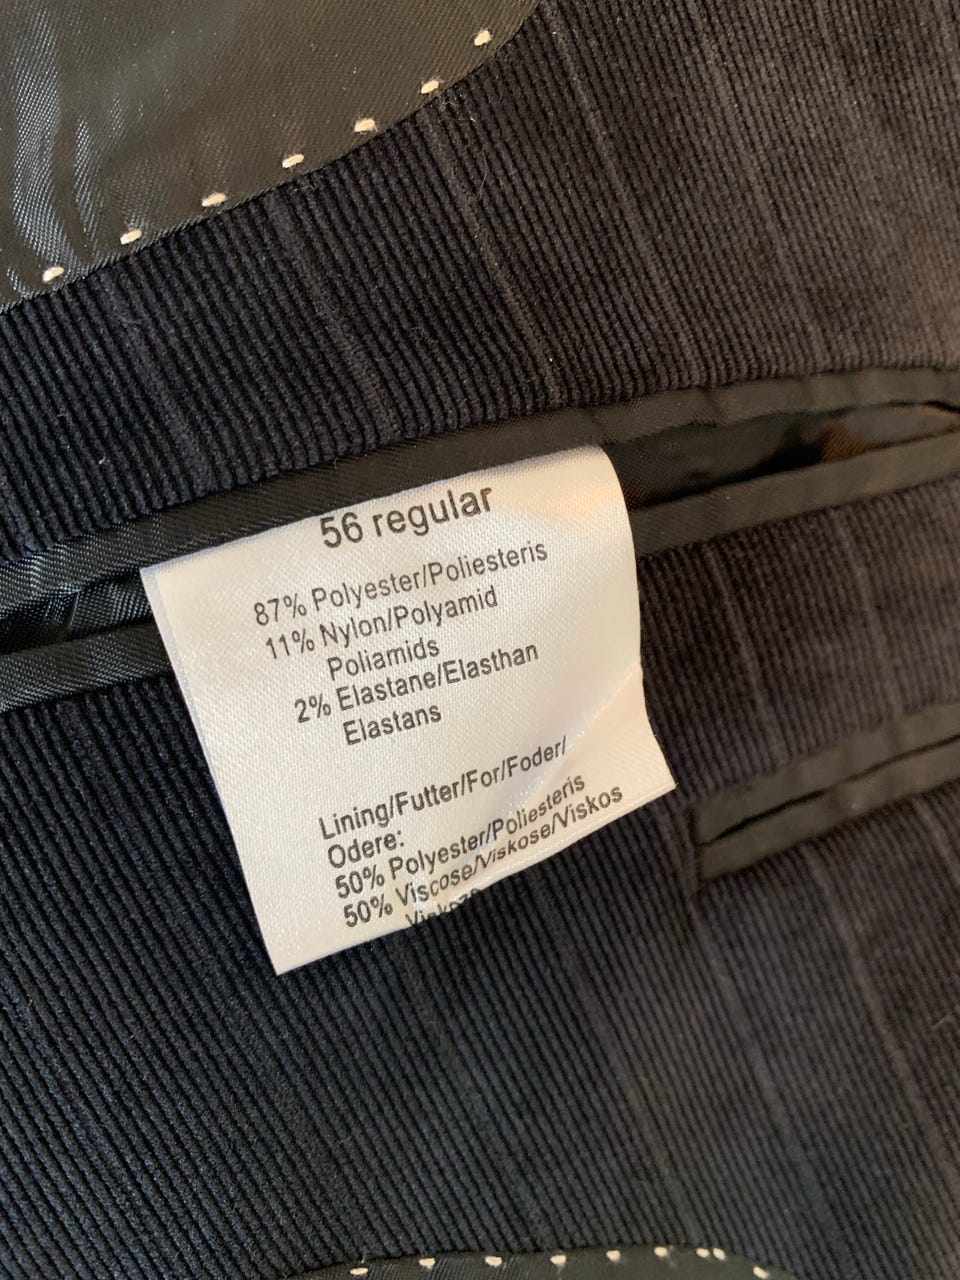 56 regular
87% Polyester/Poliesteris
11% Nylon/Polyamid
Poliamids
2% Elastane/Elasthan
Elastans
Lining/Futter/For/Foder/
Odere:
50% Polyester/Poliesteris
50% Viscose/Viskose/Viskos